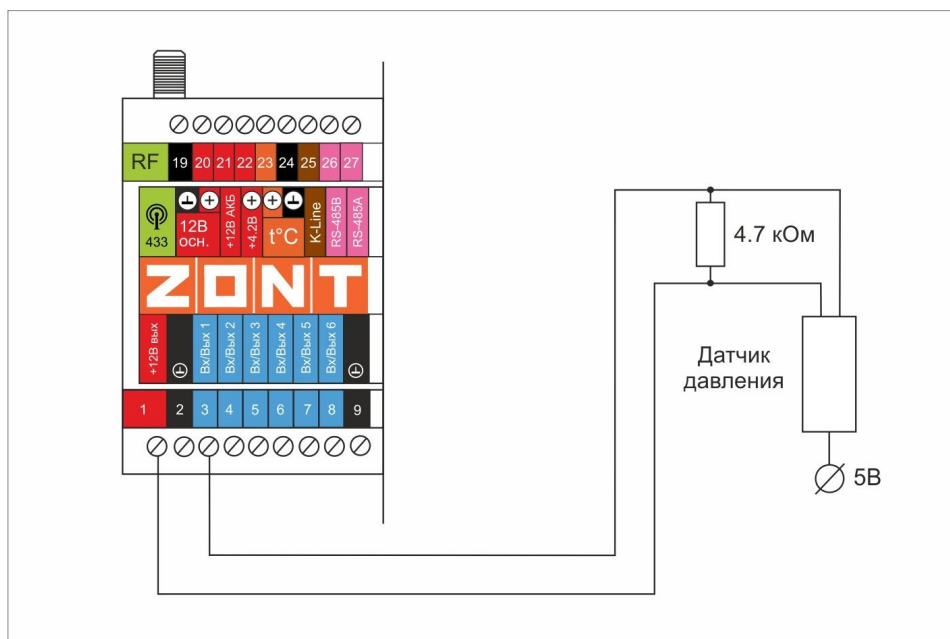 RF 19 20 21 22 23 24 25 26 27
433
12В
осн.
+12В АКБ
+4.2В
t°C
K-Line
RS-485B
RS-485A
ZONT
+12В вых
Вх/Вых 1
Вх/Вых 2
Вх/Вых 3
Вх/Вых 4
Вх/Вых 5
Вх/Вых 6
1 2 3 4 5 6 7 8 9
4.7 кОм
Датчик
давления
5В